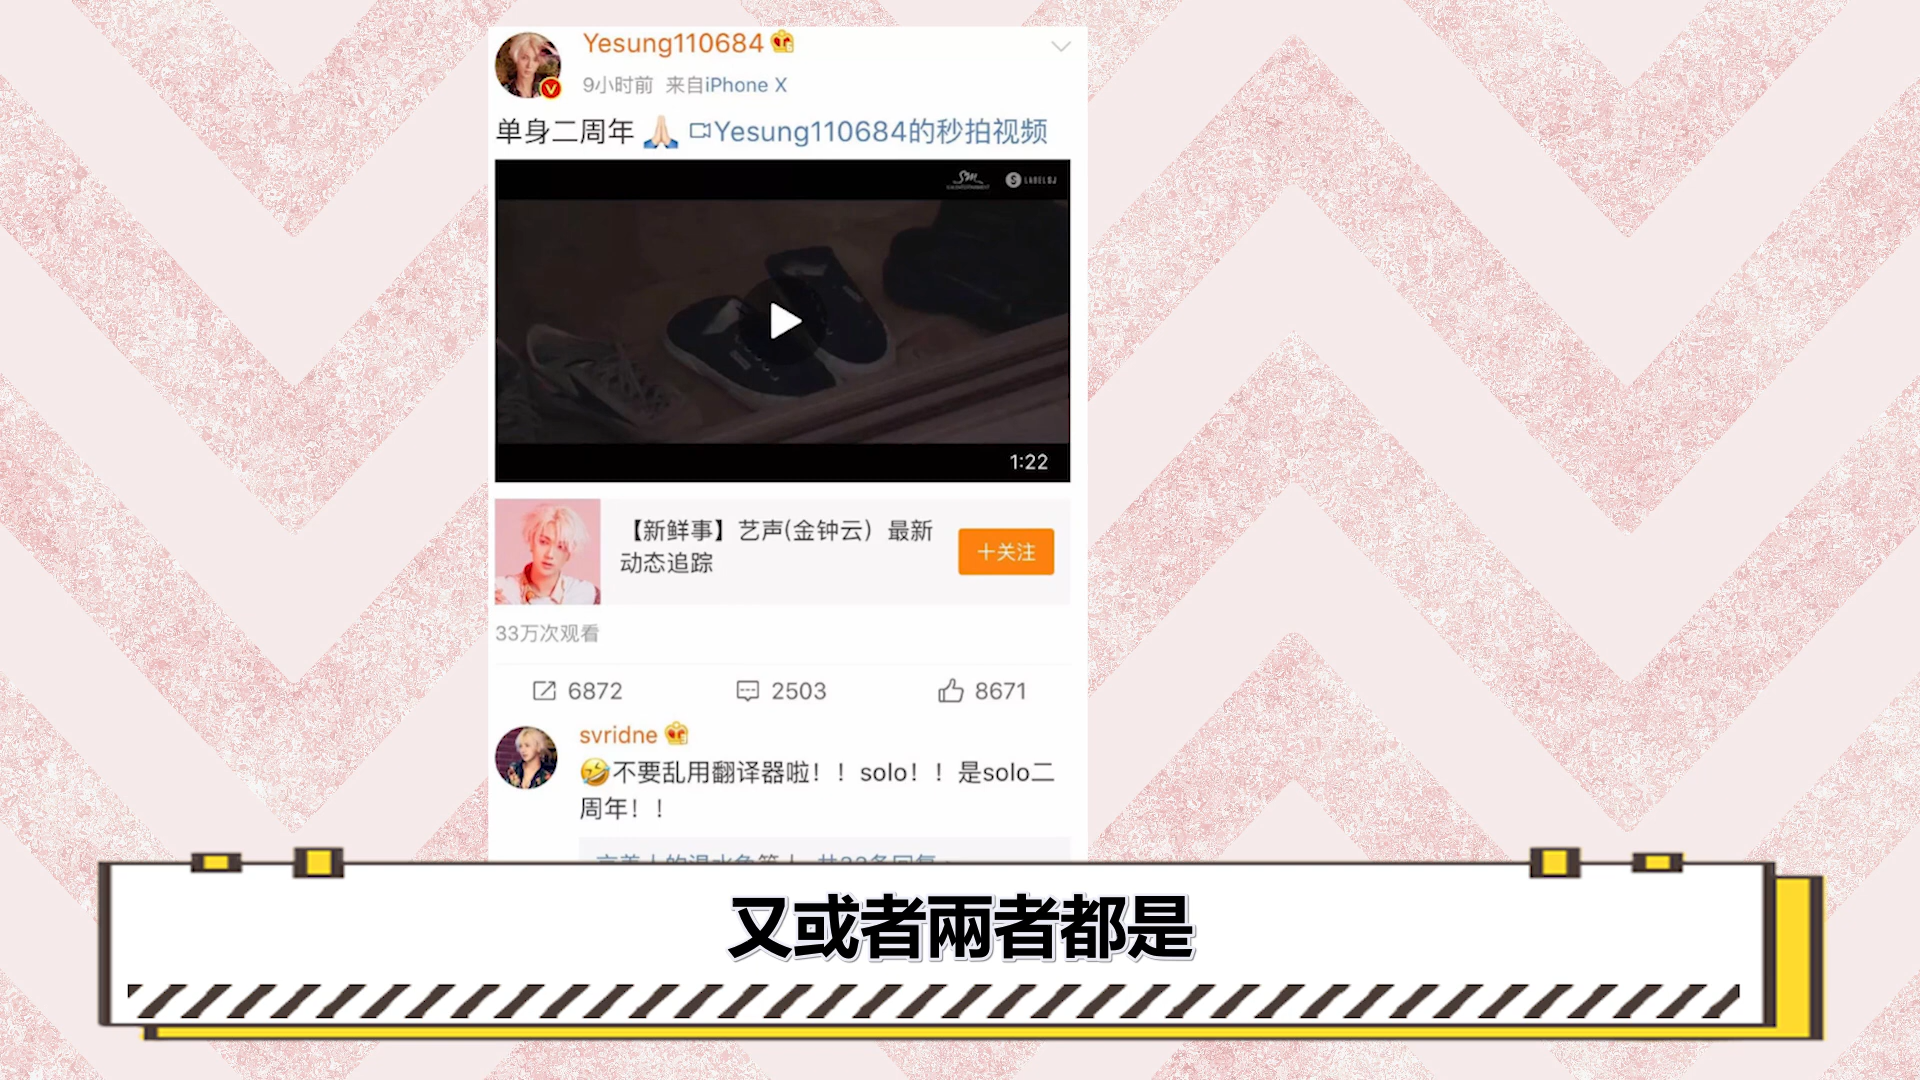 Yesung110684
9小时前 来自iPhone X
单身二周年 🙏🏻 Yesung110684的秒拍视频
SM
LABELSJ
1:22
【新鲜事】艺声(金钟云）最新
动态追踪
十关注
33万次观看
6872
2503
8671
svridne
🤣不要乱用翻译器啦！！solo！！是solo二
周年！！
又或者兩者都是